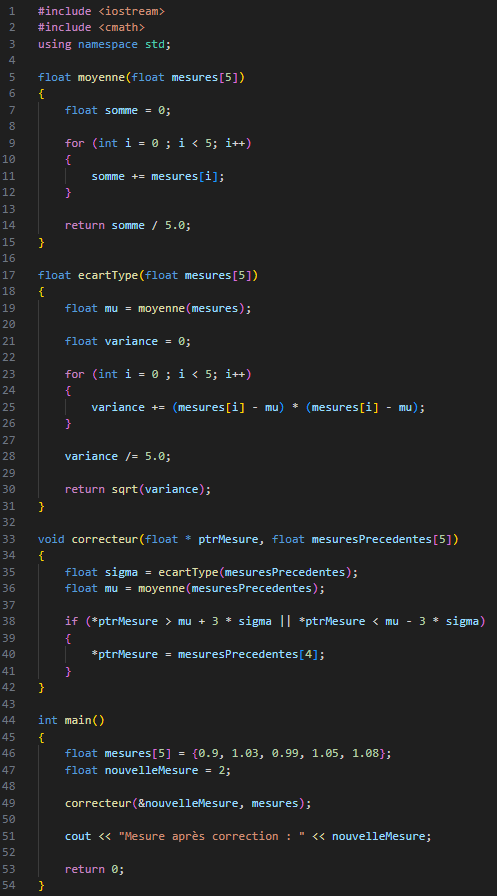 1 #include <iostream>
2 #include <cmath>
3 using namespace std;
4
5 float moyenne(float mesures[5])
6 {
7     float somme = 0;
8
9     for (int i = 0 ; i < 5; i++)
10     {
11         somme += mesures[i];
12     }
13
14     return somme / 5.0;
15 }
16
17 float ecartType(float mesures[5])
18 {
19     float mu = moyenne(mesures);
20
21     float variance = 0;
22
23     for (int i = 0 ; i < 5; i++)
24     {
25         variance += (mesures[i] - mu) * (mesures[i] - mu);
26     }
27
28     variance /= 5.0;
29
30     return sqrt(variance);
31 }
32
33 void correcteur(float * ptrMesure, float mesuresPrecedentes[5])
34 {
35     float sigma = ecartType(mesuresPrecedentes);
36     float mu = moyenne(mesuresPrecedentes);
37
38     if (*ptrMesure > mu + 3 * sigma || *ptrMesure < mu - 3 * sigma)
39     {
40         *ptrMesure = mesuresPrecedentes[4];
41     }
42 }
43
44 int main()
45 {
46     float mesures[5] = {0.9, 1.03, 0.99, 1.05, 1.08};
47     float nouvelleMesure = 2;
48
49     correcteur(&nouvelleMesure, mesures);
50
51     cout << "Mesure après correction : " << nouvelleMesure;
52
53     return 0;
54 }